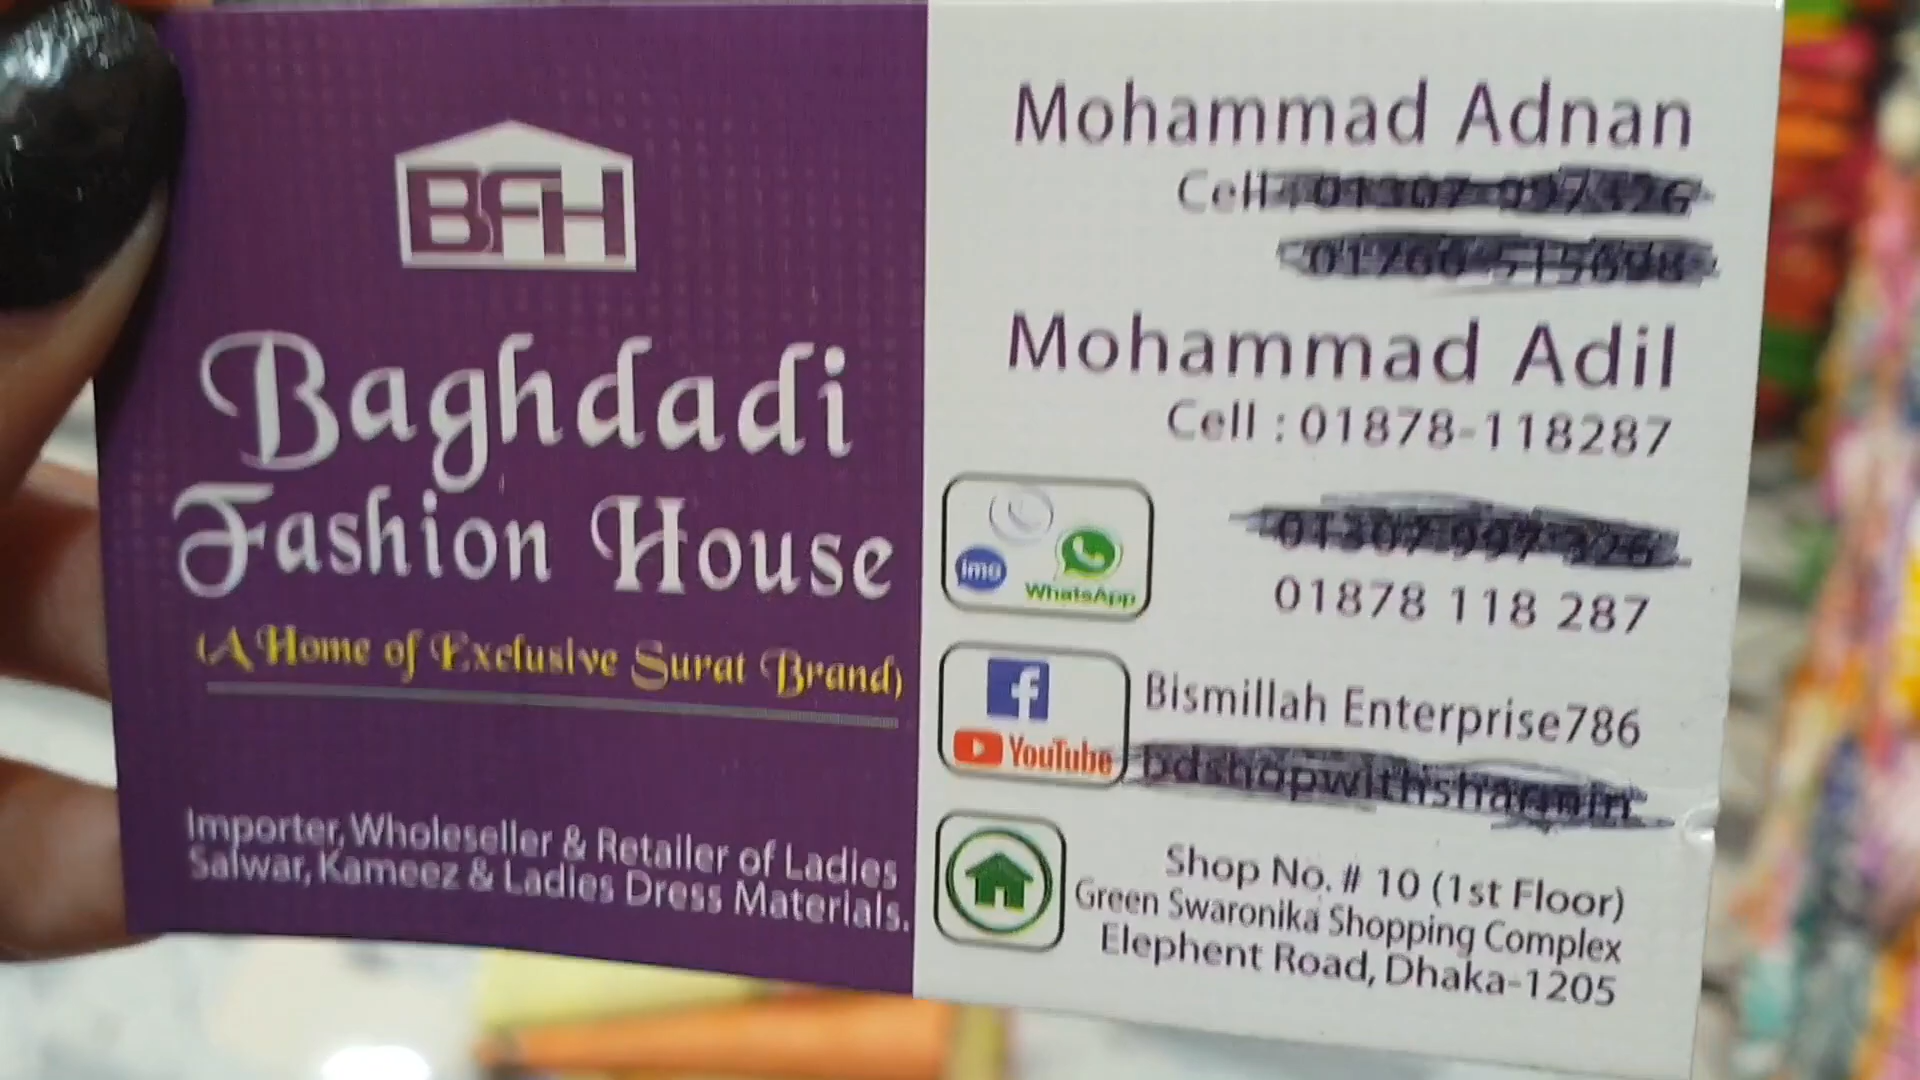 BFH
Baghdadi
Fashion House
(A Home of Exclusive Surat Brand)
Importer, Wholeseller & Retailer of Ladies
Salwar, Kameez & Ladies Dress Materials.
Mohammad Adnan
Cell :
Mohammad Adil
Cell : 01878-118287
imo
WhatsApp
01878 118 287
f
YouTube
Bismillah Enterprise786
Shop No. # 10 (1st Floor)
Green Swaronika Shopping Complex
Elephent Road, Dhaka-1205